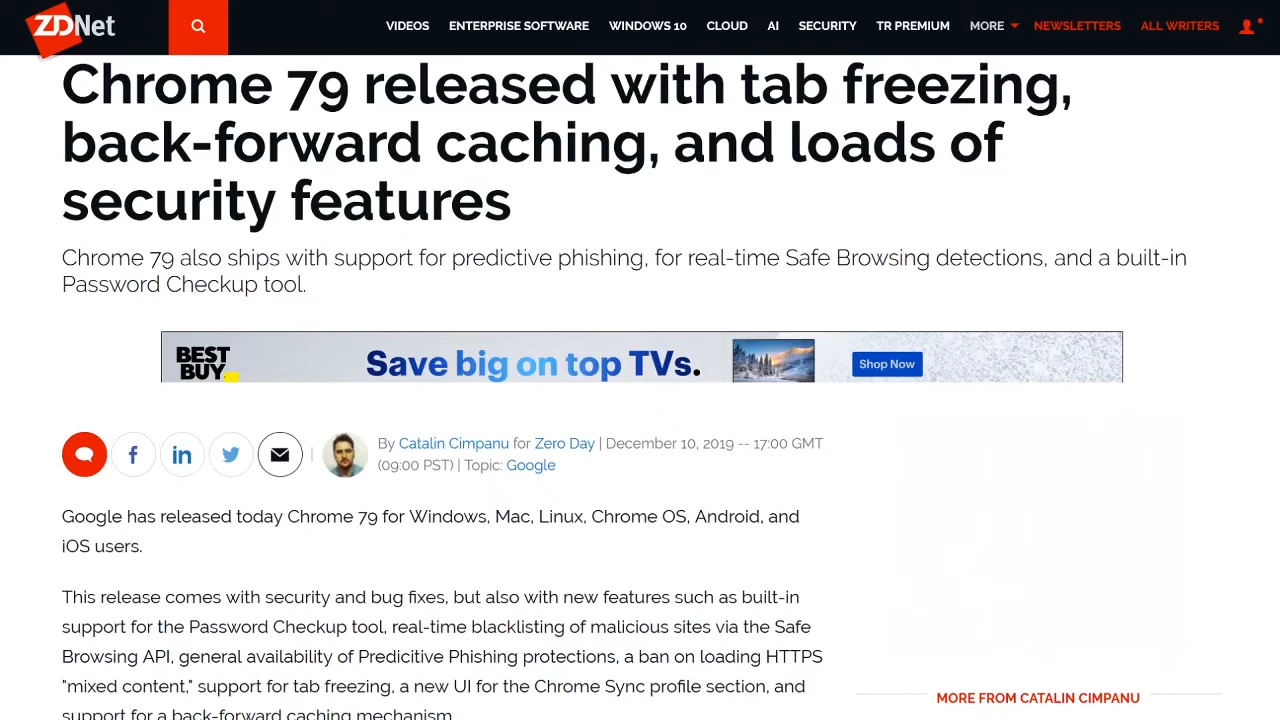 ZDNet
VIDEOS ENTERPRISE SOFTWARE WINDOWS 10 CLOUD AI SECURITY TR PREMIUM MORE NEWSLETTERS ALL WRITERS
Chrome 79 released with tab freezing,
back-forward caching, and loads of
security features
Chrome 79 also ships with support for predictive phishing, for real-time Safe Browsing detections, and a built-in
Password Checkup tool.
BEST
BUY
Save big on top TVs.
Shop Now
By Catalin Cimpanu for Zero Day | December 10, 2019 -- 17:00 GMT
(09:00 PST) | Topic: Google
Google has released today Chrome 79 for Windows, Mac, Linux, Chrome OS, Android, and
iOS users.
This release comes with security and bug fixes, but also with new features such as built-in
support for the Password Checkup tool, real-time blacklisting of malicious sites via the Safe
Browsing API, general availability of Predicitive Phishing protections, a ban on loading HTTPS
"mixed content," support for tab freezing, a new UI for the Chrome Sync profile section, and
support for a back-forward caching mechanism.
MORE FROM CATALIN CIMPANU